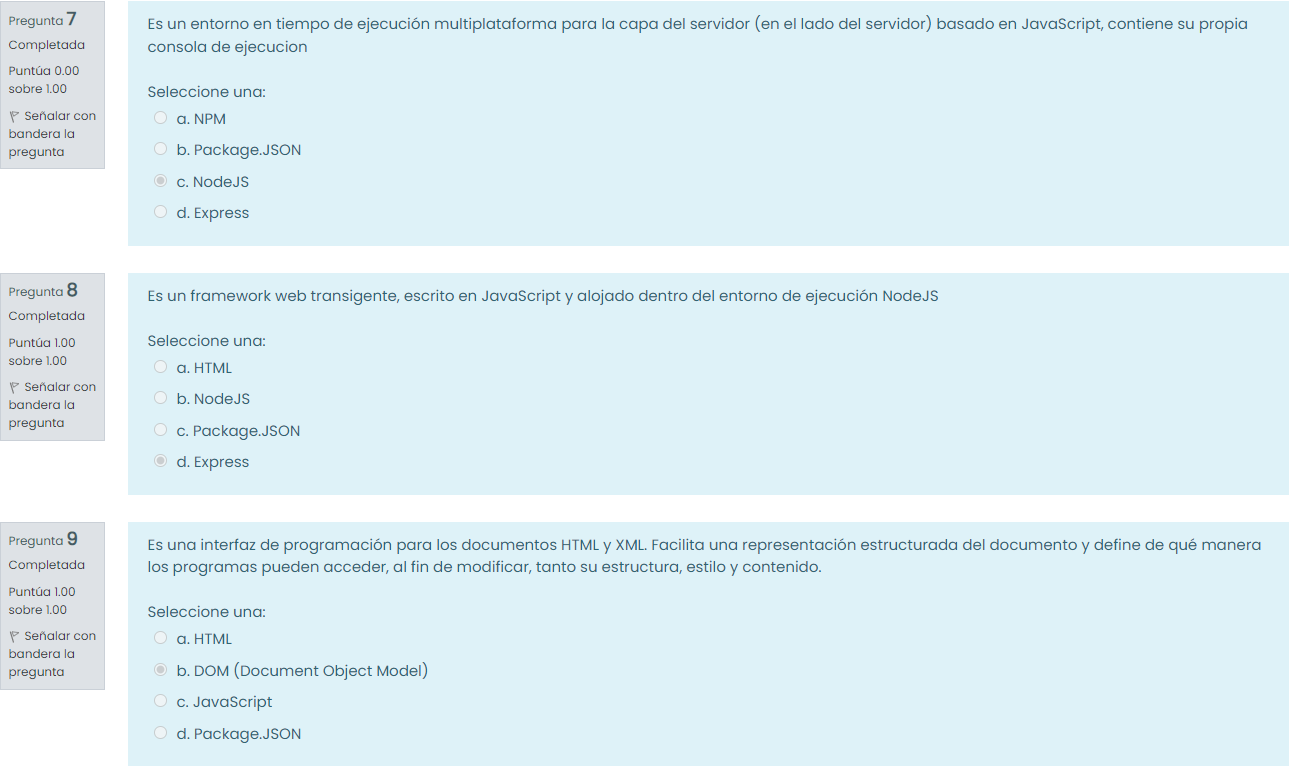 Pregunta 7
Completada
Puntúa 0.00
sobre 1.00
Señalar con
bandera la
pregunta
Es un entorno en tiempo de ejecución multiplataforma para la capa del servidor (en el lado del servidor) basado en JavaScript, contiene su propia
consola de ejecucion
Seleccione una:
a. NPM
b. Package.JSON
c. NodeJS
d. Express
Pregunta 8
Completada
Puntúa 1.00
sobre 1.00
Señalar con
bandera la
pregunta
Es un framework web transigente, escrito en JavaScript y alojado dentro del entorno de ejecución NodeJS
Seleccione una:
a. HTML
b. NodeJS
c. Package.JSON
d. Express
Pregunta 9
Completada
Puntúa 1.00
sobre 1.00
Señalar con
bandera la
pregunta
Es una interfaz de programación para los documentos HTML y XML. Facilita una representación estructurada del documento y define de qué manera
los programas pueden acceder, al fin de modificar, tanto su estructura, estilo y contenido.
Seleccione una:
a. HTML
b. DOM (Document Object Model)
c. JavaScript
d. Package.JSON